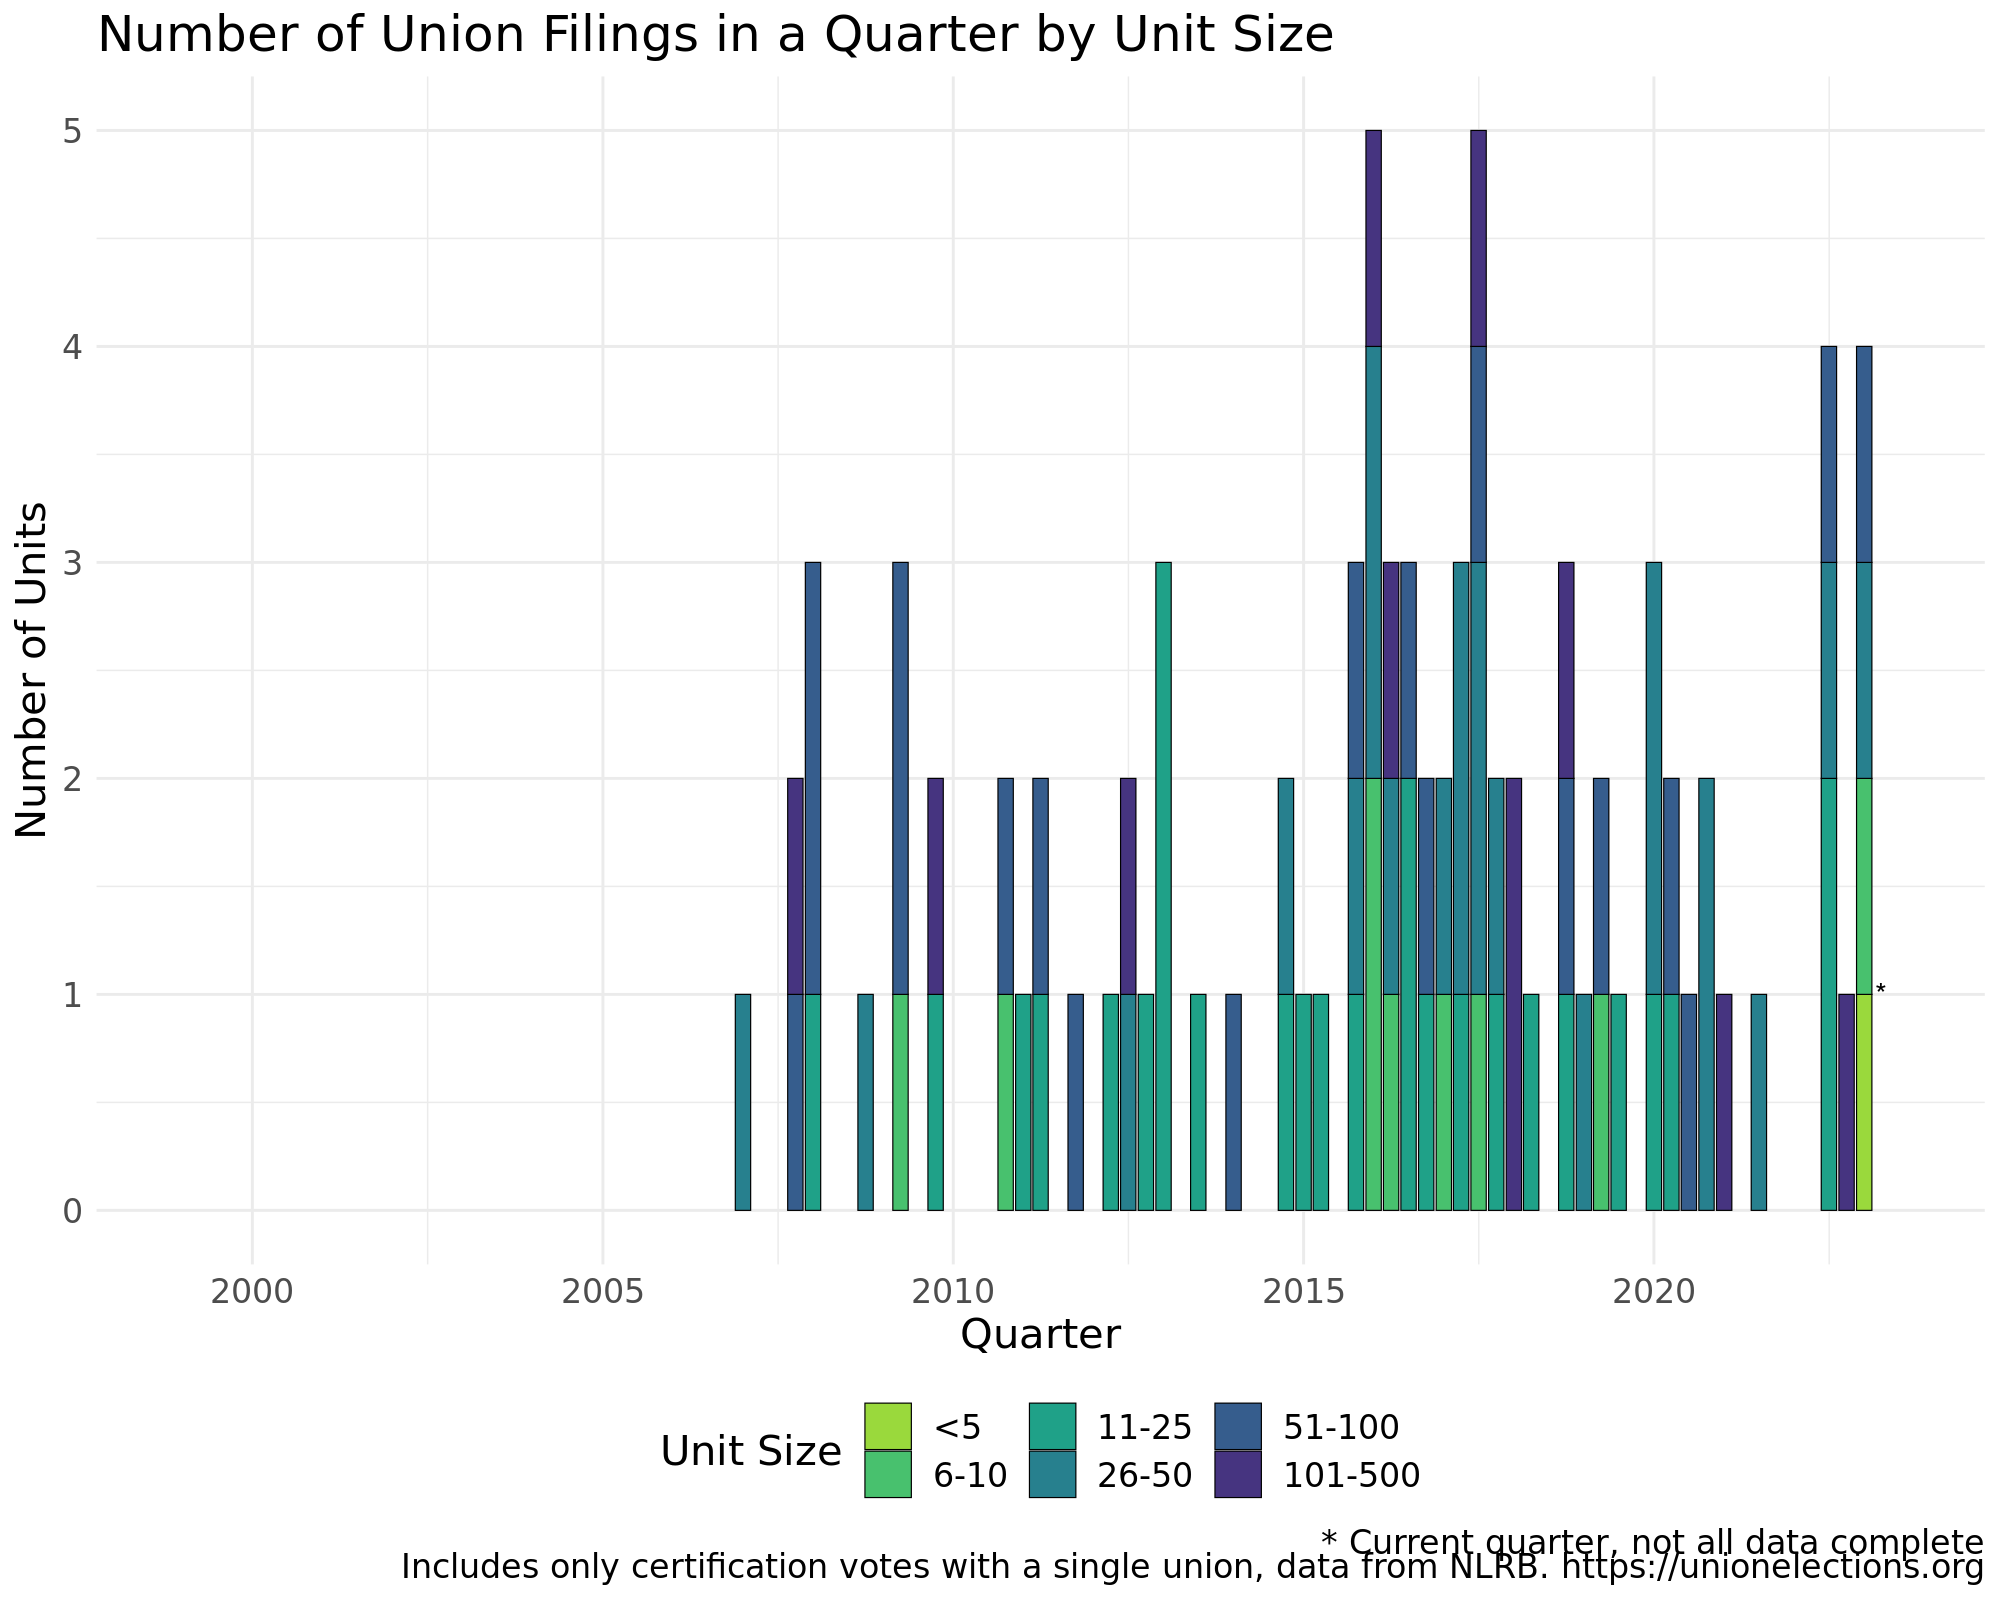 Number of Union Filings in a Quarter by Unit Size
Number of Units
5
4
3
2
1
0
*
2000 2005 2010 2015 2020
Quarter
Unit Size
<5 11-25 51-100
6-10 26-50 101-500
* Current quarter, not all data complete
Includes only certification votes with a single union, data from NLRB. https://unionelections.org